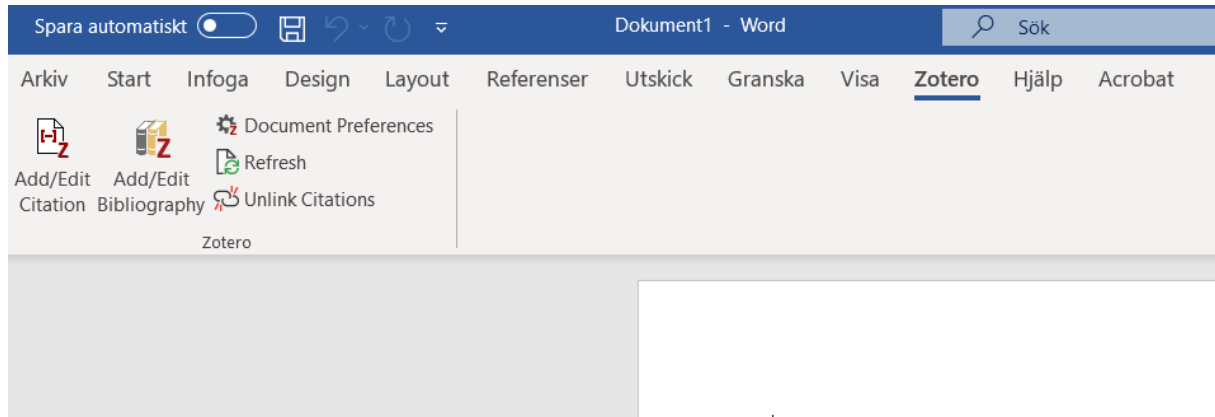 Spara automatiskt
Dokument1 - Word
Sök
Arkiv Start Infoga Design Layout Referenser Utskick Granska Visa Zotero Hjälp Acrobat
Add/Edit Citation
Add/Edit Bibliography
Document Preferences
Refresh
Unlink Citations
Zotero